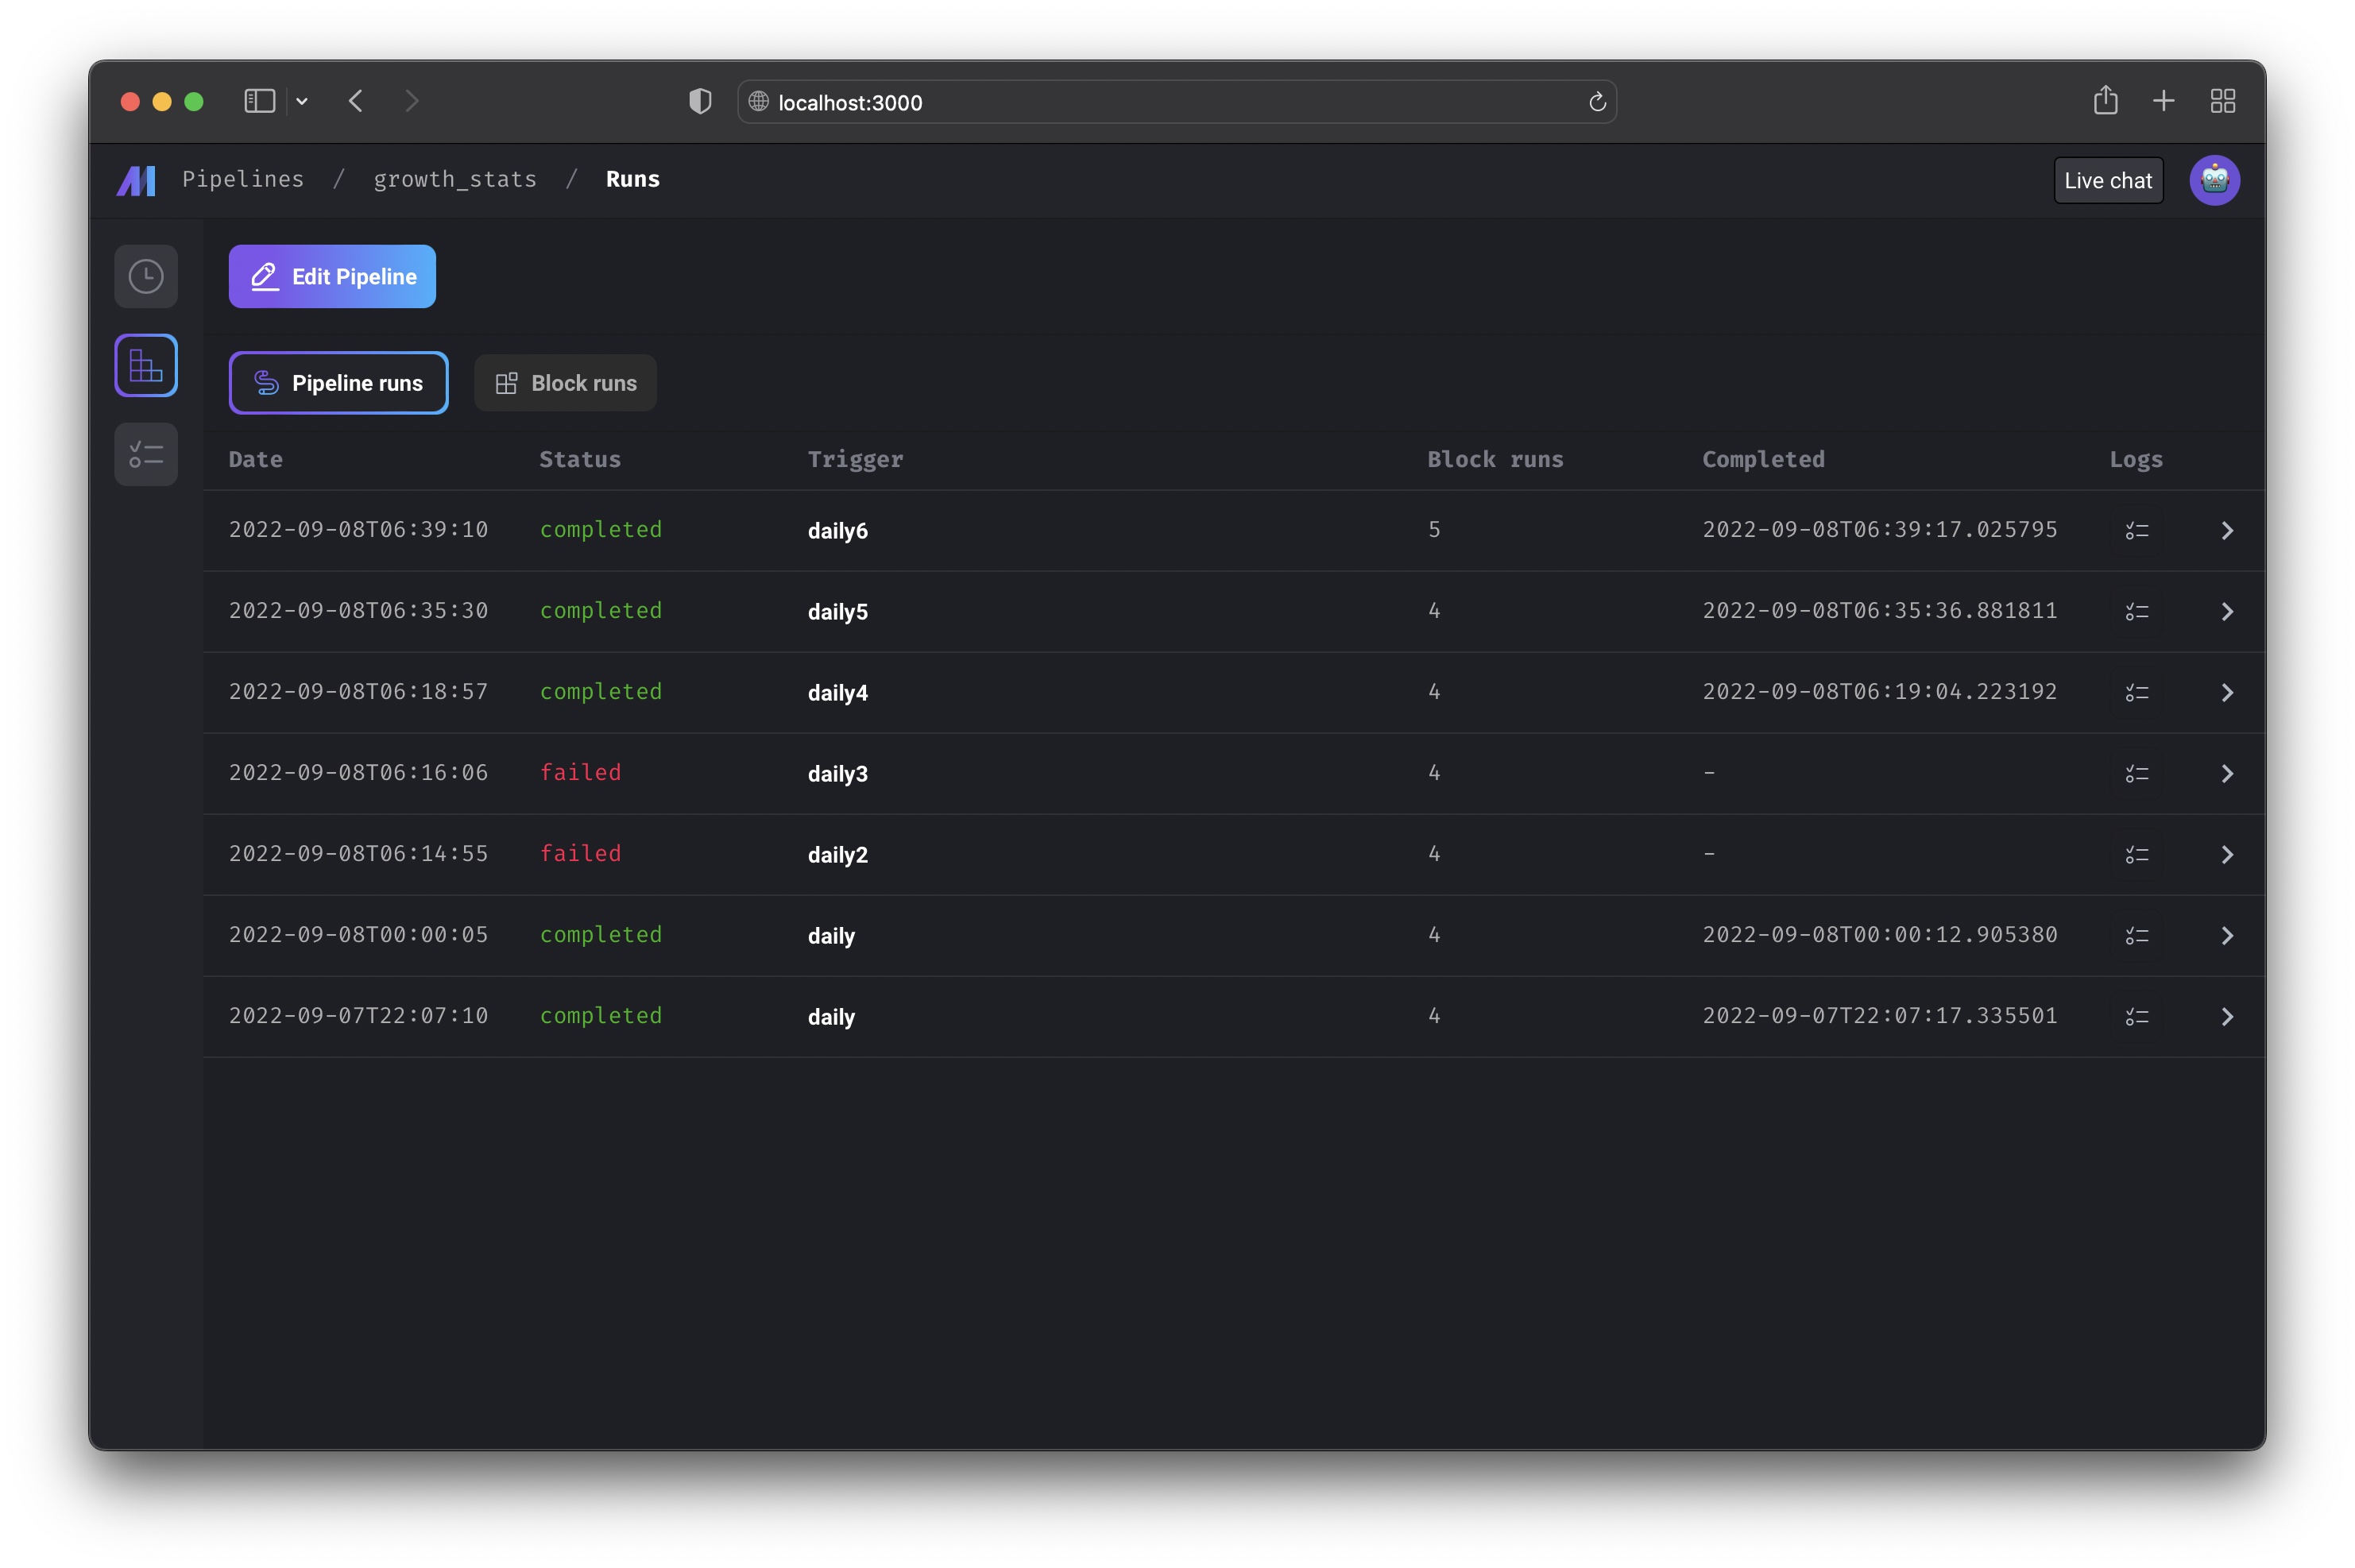 localhost:3000
Pipelines / growth_stats / Runs
Live chat
Edit Pipeline
Pipeline runs Block runs
Date Status Trigger Block runs Completed Logs
2022-09-08T06:39:10 completed daily6 5 2022-09-08T06:39:17.025795
2022-09-08T06:35:30 completed daily5 4 2022-09-08T06:35:36.881811
2022-09-08T06:18:57 completed daily4 4 2022-09-08T06:19:04.223192
2022-09-08T06:16:06 failed daily3 4 -
2022-09-08T06:14:55 failed daily2 4 -
2022-09-08T00:00:05 completed daily 4 2022-09-08T00:00:12.905380
2022-09-07T22:07:10 completed daily 4 2022-09-07T22:07:17.335501